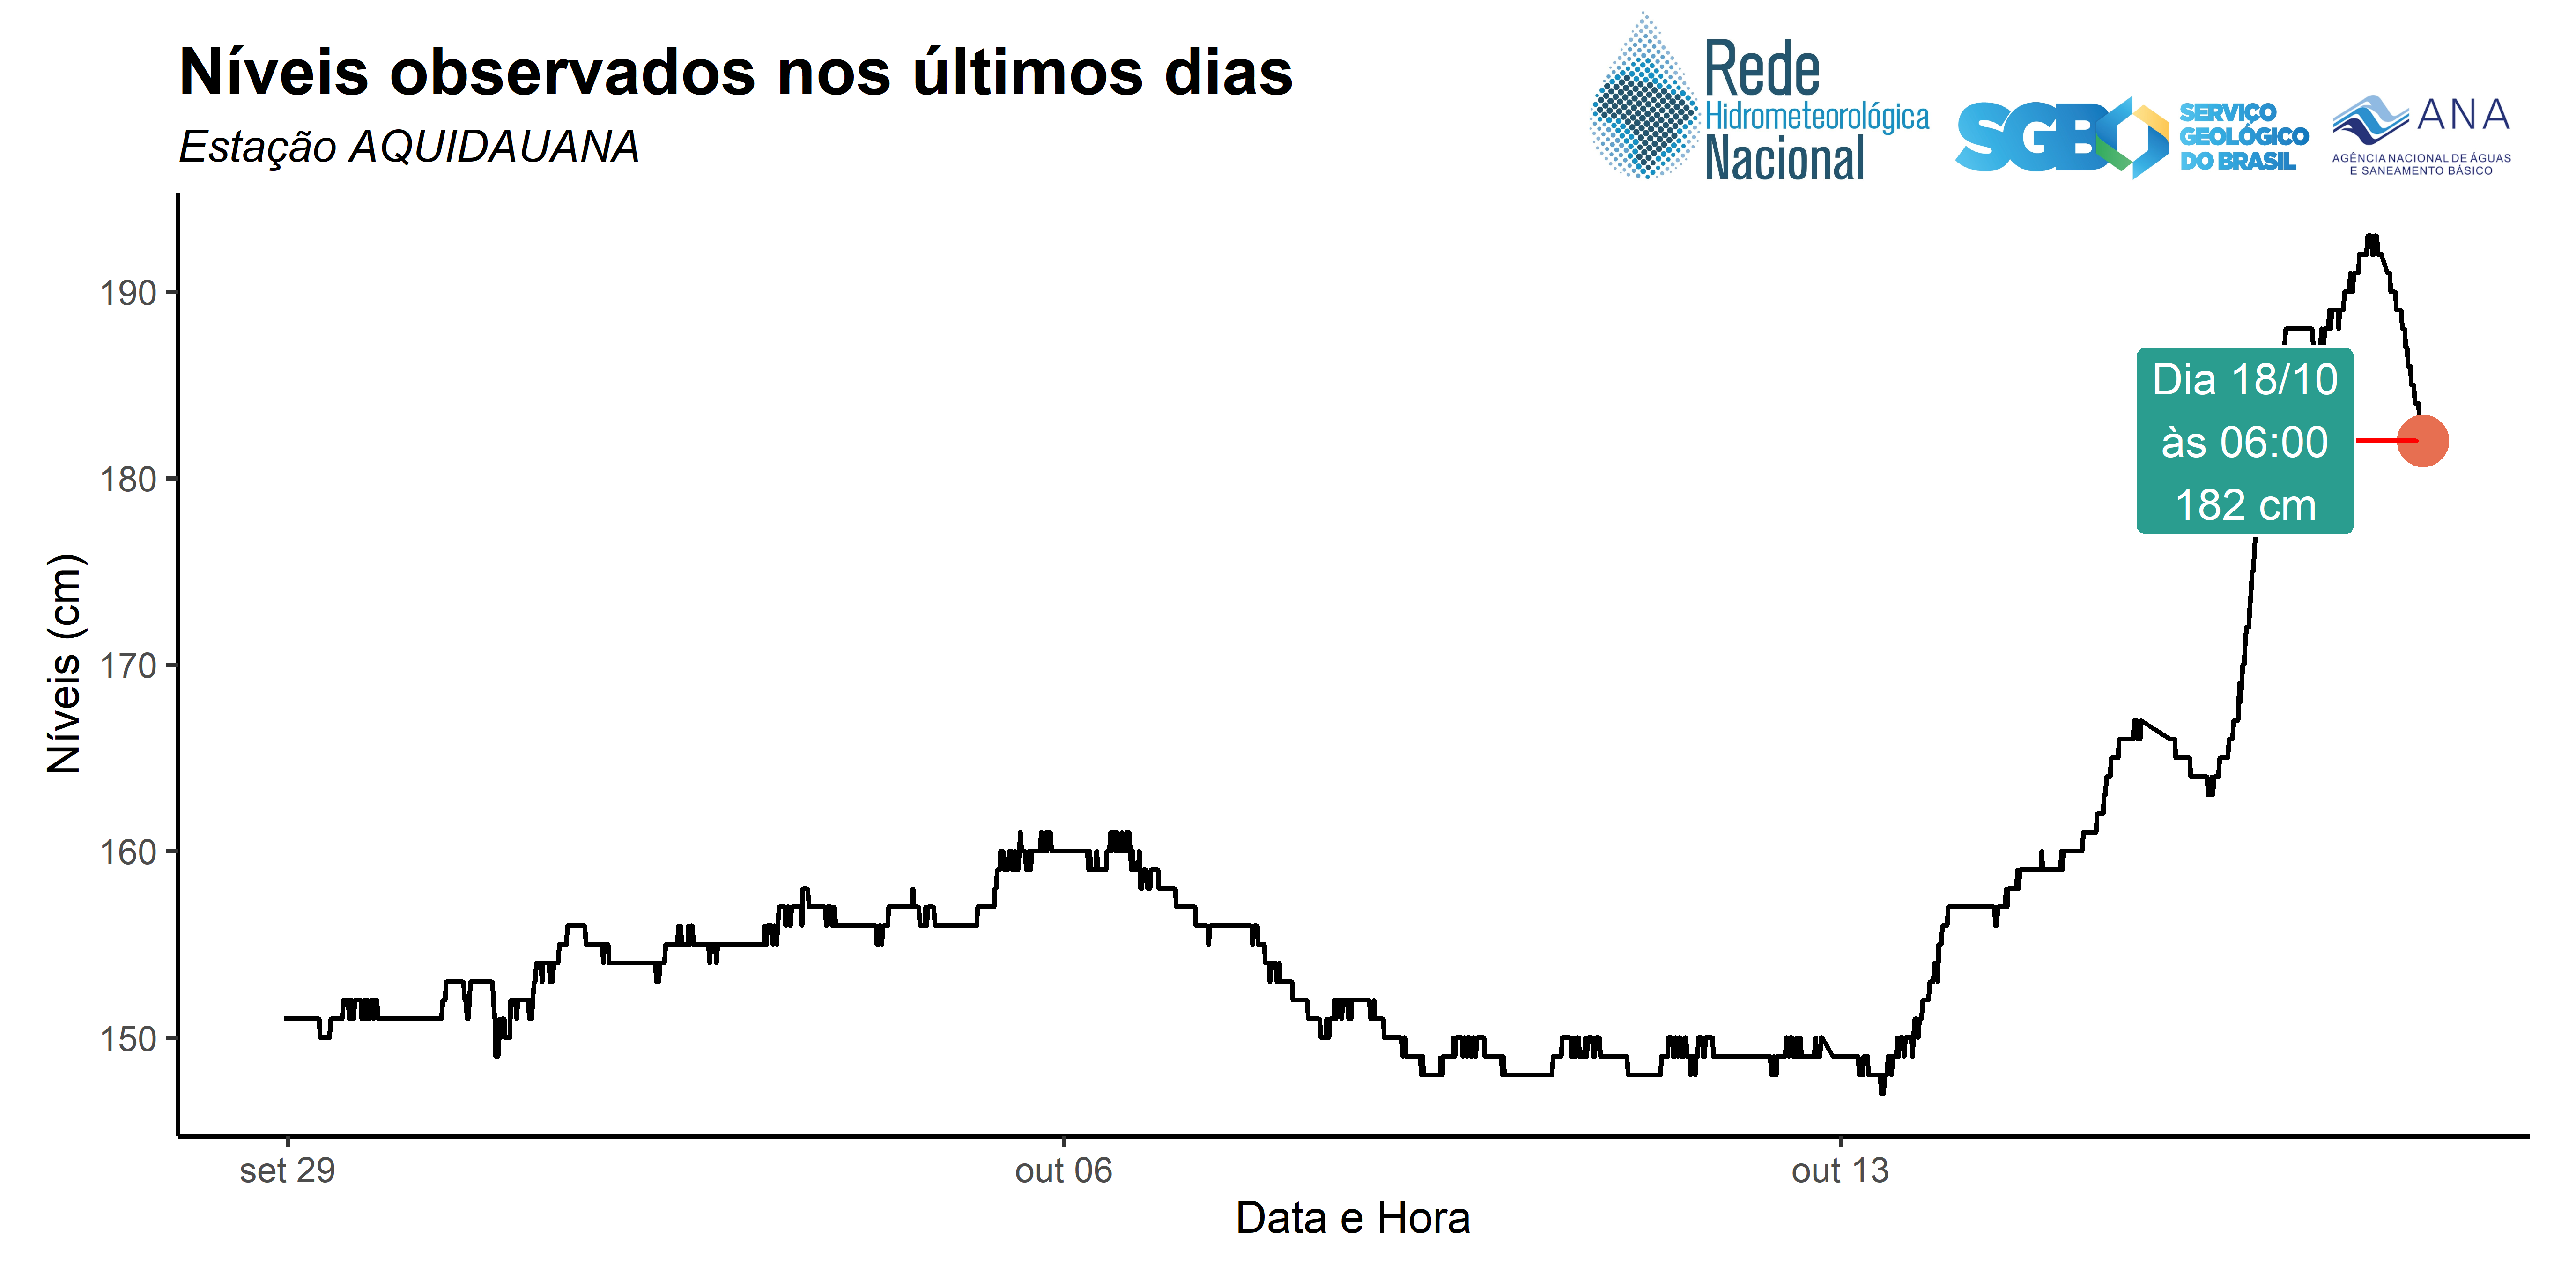 Níveis observados nos últimos dias
Estação AQUIDAUANA
Rede
Hidrometeorológica
Nacional
SGB
SERVIÇO
GEOLÓGICO
DO BRASIL
ANA
AGÊNCIA NACIONAL DE ÁGUAS
E SANEAMENTO BÁSICO
190
180
170
160
150
Níveis (cm)
Dia 18/10
às 06:00
182 cm
set 29
out 06
out 13
Data e Hora